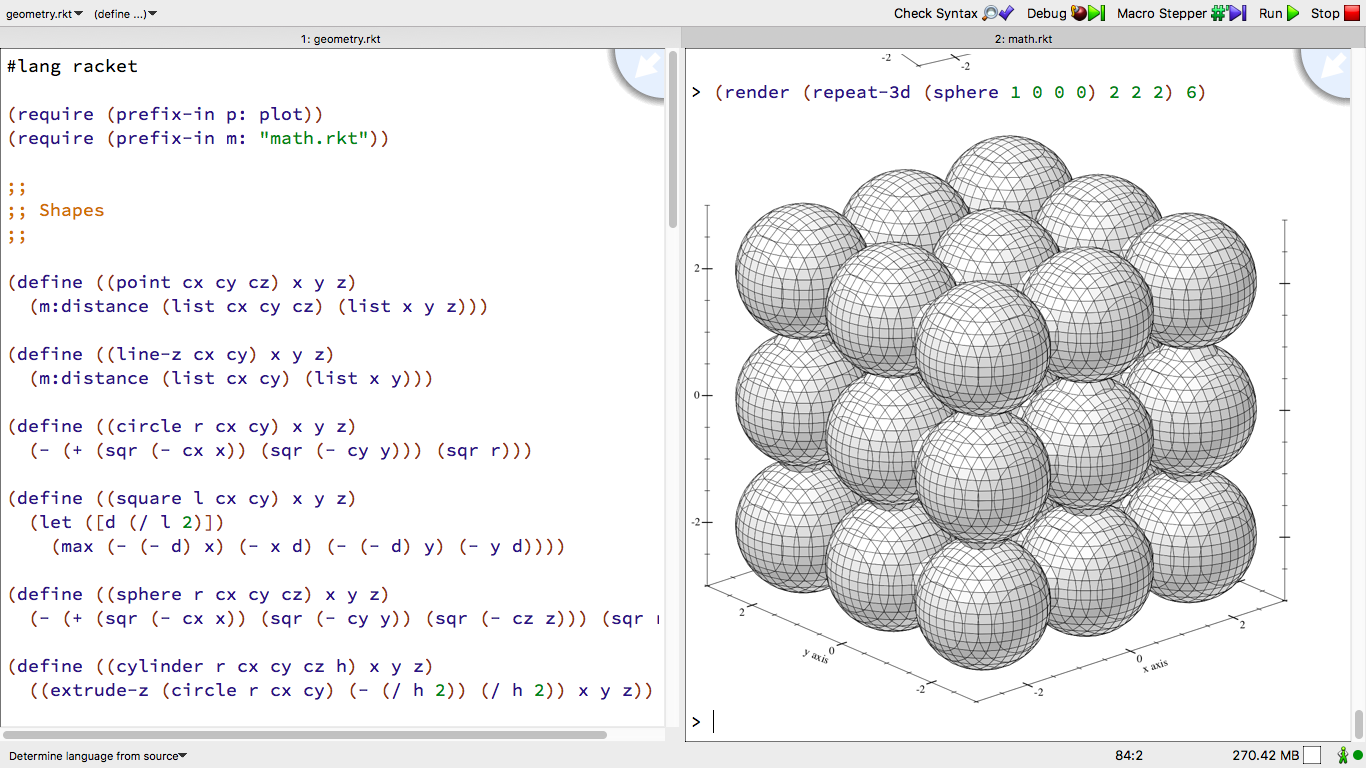 geometry.rkt (define ...) Check Syntax Debug Macro Stepper Run Stop
1: geometry.rkt
2: math.rkt
#lang racket
(require (prefix-in p: plot))
(require (prefix-in m: "math.rkt"))
;;
;; Shapes
;;
(define ((point cx cy cz) x y z)
(m:distance (list cx cy cz) (list x y z)))
(define ((line-z cx cy) x y z)
(m:distance (list cx cy) (list x y)))
(define ((circle r cx cy) x y z)
(- (+ (sqr (- cx x)) (sqr (- cy y))) (sqr r)))
(define ((square l cx cy) x y z)
(let ([d (/ l 2)])
(max (- (- d) x) (- x d) (- (- d) y) (- y d))))
(define ((sphere r cx cy cz) x y z)
(- (+ (sqr (- cx x)) (sqr (- cy y)) (sqr (- cz z))) (sqr
(define ((cylinder r cx cy cz h) x y z)
((extrude-z (circle r cx cy) (- (/ h 2)) (/ h 2)) x y z))
-2 -2
> (render (repeat-3d (sphere 1 0 0 0) 2 2 2) 6)
2
0
-2
2
0
-2
y axis
-2
0
2
x axis
>
Determine language from source 84:2 270.42 MB